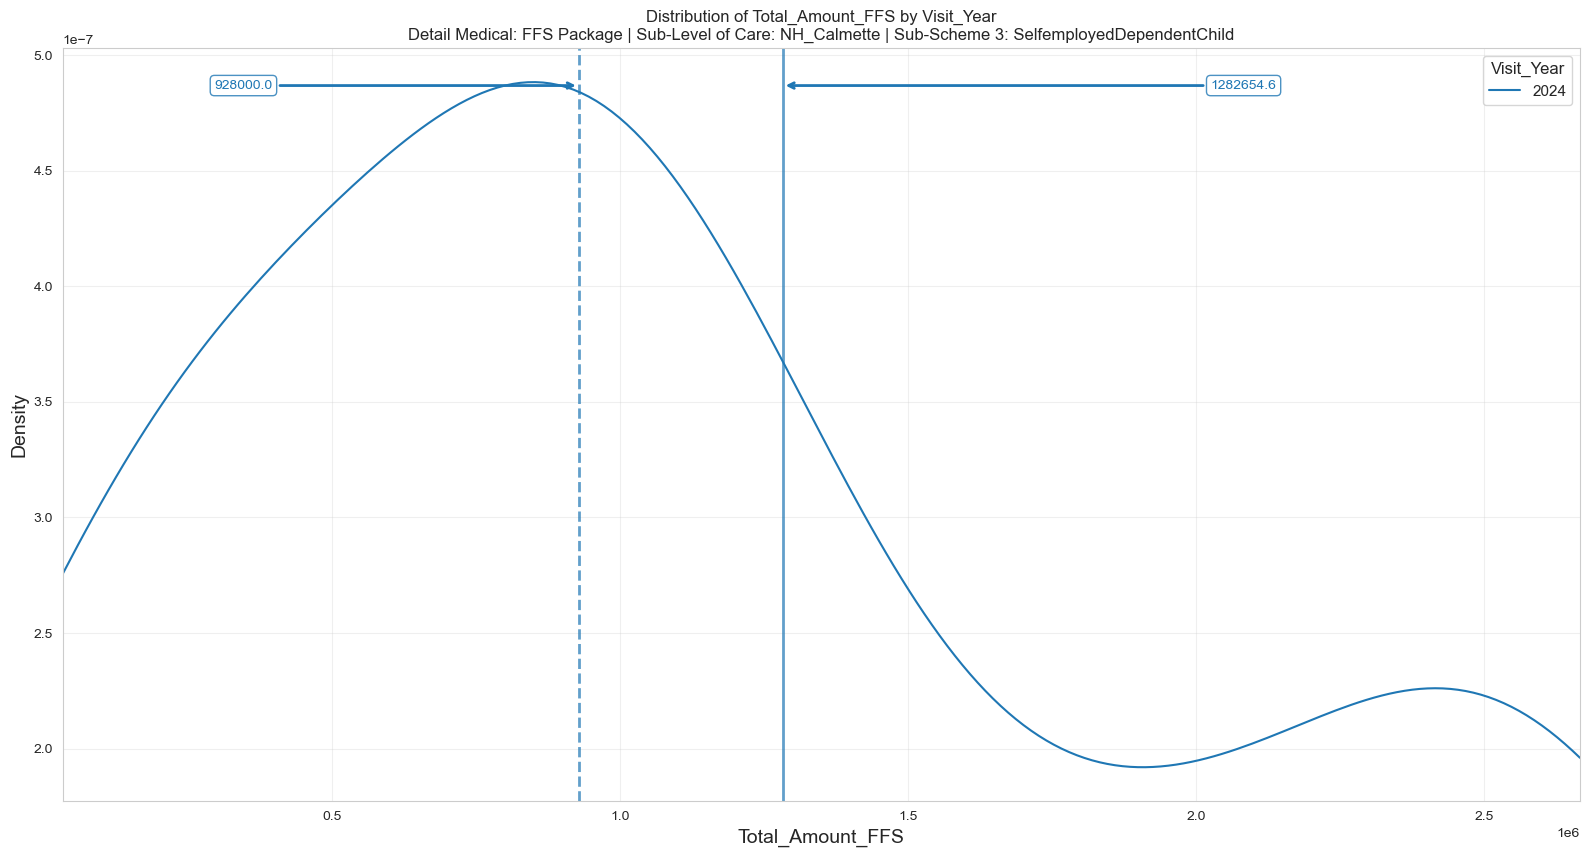 Distribution of Total_Amount_FFS by Visit_Year
Detail Medical: FFS Package | Sub-Level of Care: NH_Calmette | Sub-Scheme 3: SelfemployedDependentChild
1e−7
5.0
4.5
4.0
3.5
3.0
2.5
2.0
Density
928000.0
1282654.6
Visit_Year
2024
0.5
1.0
1.5
2.0
2.5
1e6
Total_Amount_FFS